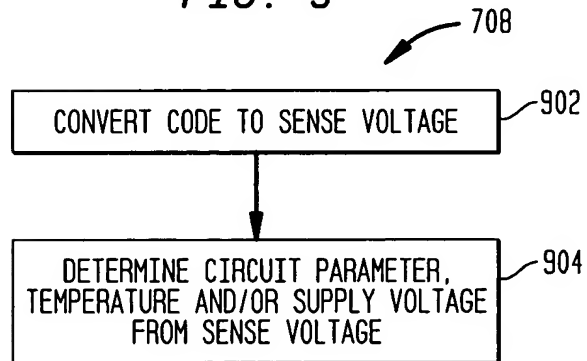 708
CONVERT CODE TO SENSE VOLTAGE
902
DETERMINE CIRCUIT PARAMETER,
TEMPERATURE AND/OR SUPPLY VOLTAGE
FROM SENSE VOLTAGE
904